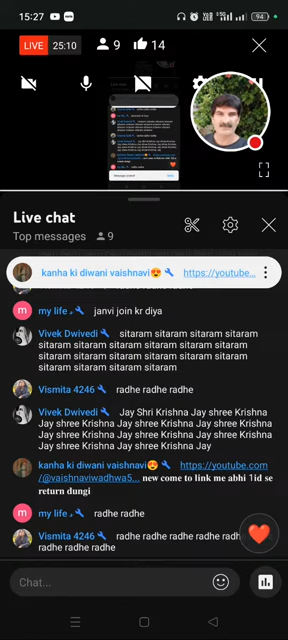 15:27
94
LIVE 25:10 9 14
Live chat
Top messages 9
kanha ki diwani vaishnavi😍 https://youtube...
my life janvi join kr diya
Vivek Dwivedi sitaram sitaram sitaram sitaram
sitaram sitaram sitaram sitaram sitaram
sitaram sitaram sitaram sitaram sitaram
sitaram sitaram sitaram
Vismita 4246 radhe radhe radhe
Vivek Dwivedi Jay Shri Krishna Jay shree Krishna
Jay shree Krishna Jay shree Krishna Jay
shree Krishna Jay shree Krishna Jay shree
Krishna Jay shree Krishna Jay
kanha ki diwani vaishnavi😍 https://youtube.com
/@vaishnaviwadhwa5... new come to link me abhi 1id se
return dungi
my life radhe radhe
Vismita 4246 radhe radhe radhe radhe
radhe radhe radhe
Chat...